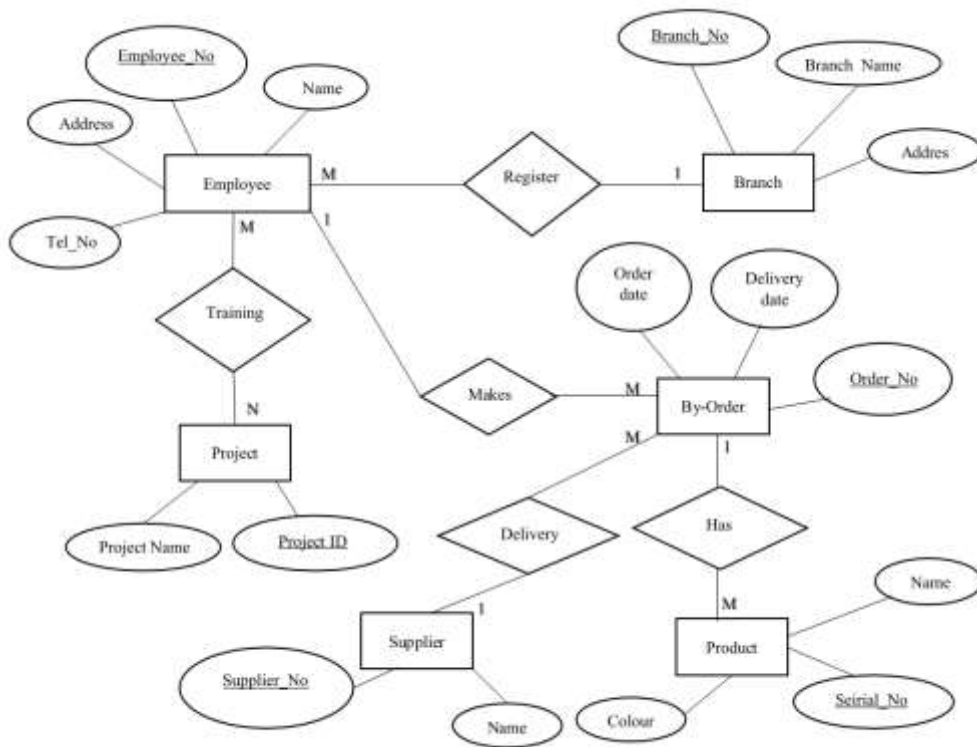 Employee_No
Name
Address
Tel_No
Employee
M
M
1
Register
1
Branch
Branch_No
Branch Name
Addres
Training
N
Project
Project Name
Project ID
Makes
M
By-Order
Order
date
Delivery
date
Order_No
M
1
Delivery
1
Supplier
Supplier_No
Name
Has
M
Product
Name
Seirial_No
Colour